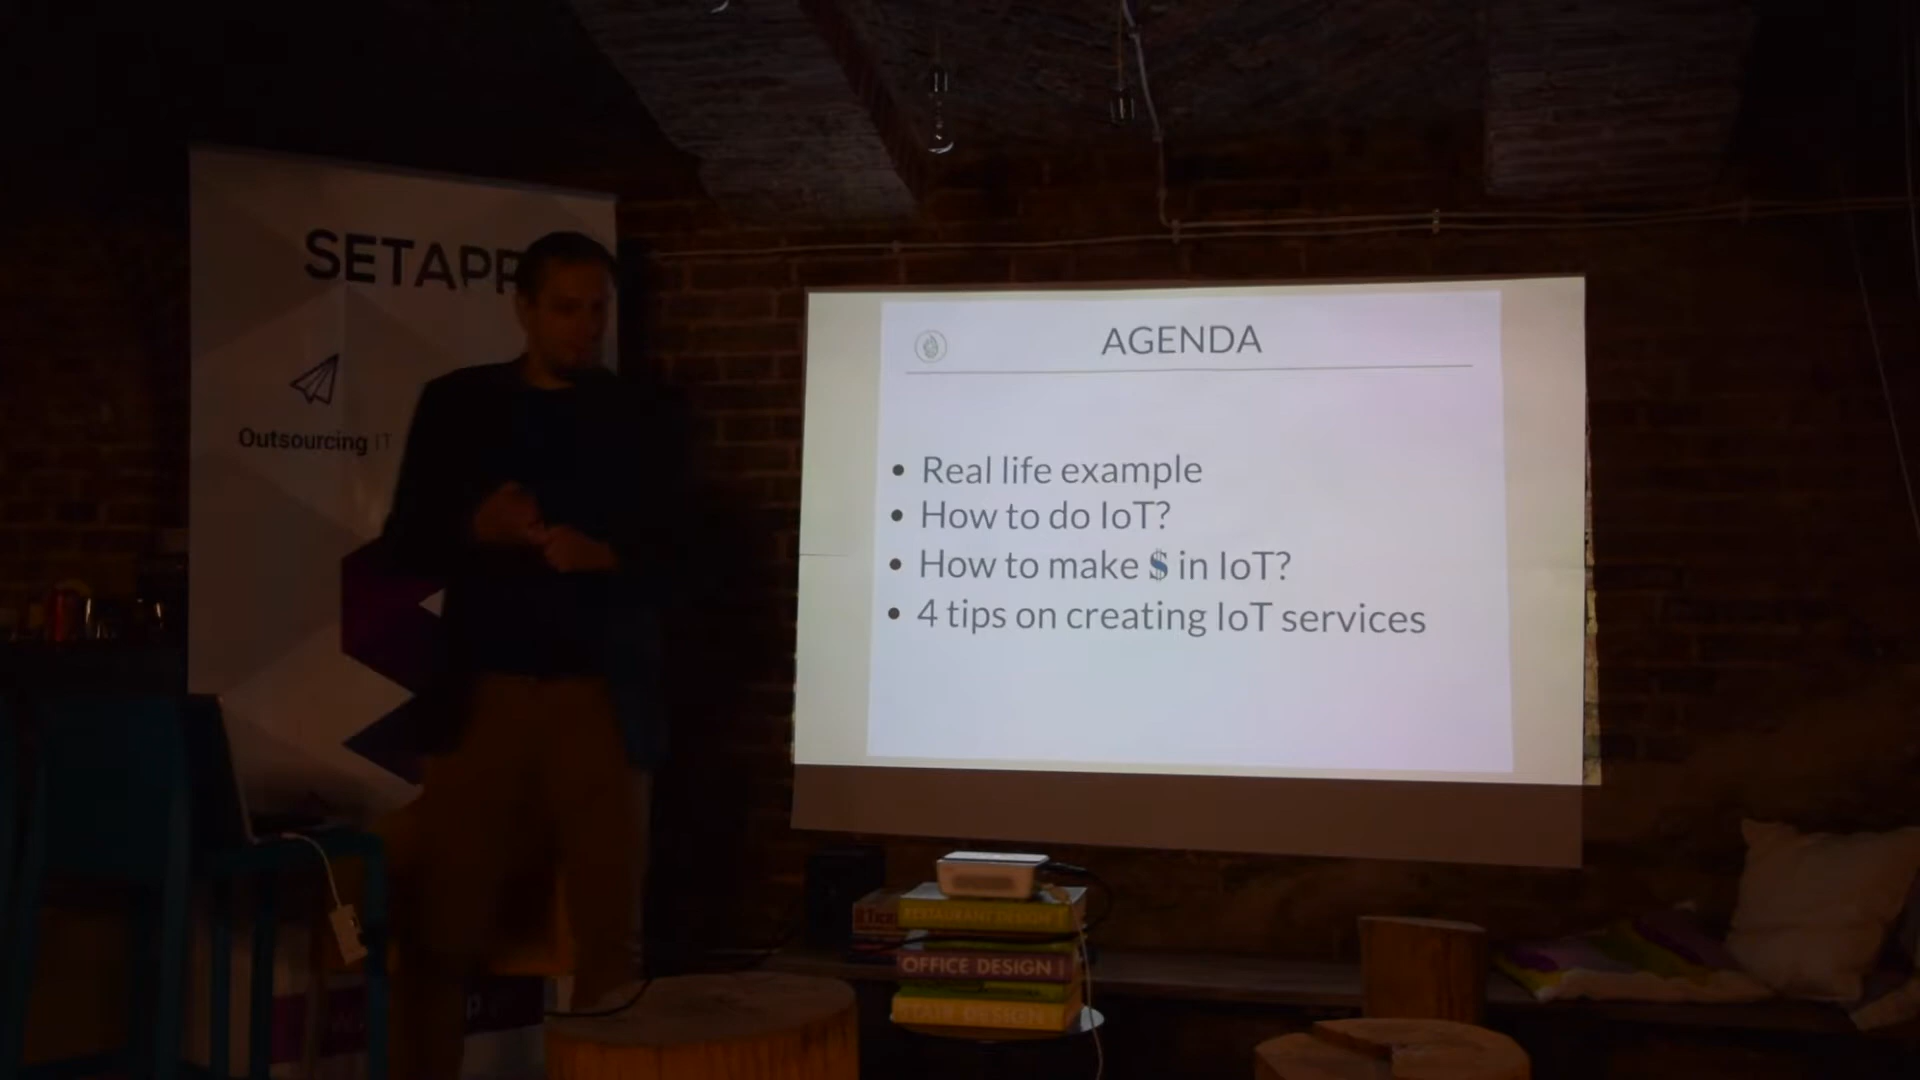 SETAPP
Outsourcing IT
AGENDA
• Real life example
• How to do IoT?
• How to make $ in IoT?
• 4 tips on creating IoT services
RESTAURANT DESIGN
OFFICE DESIGN
STAIR DESIGN